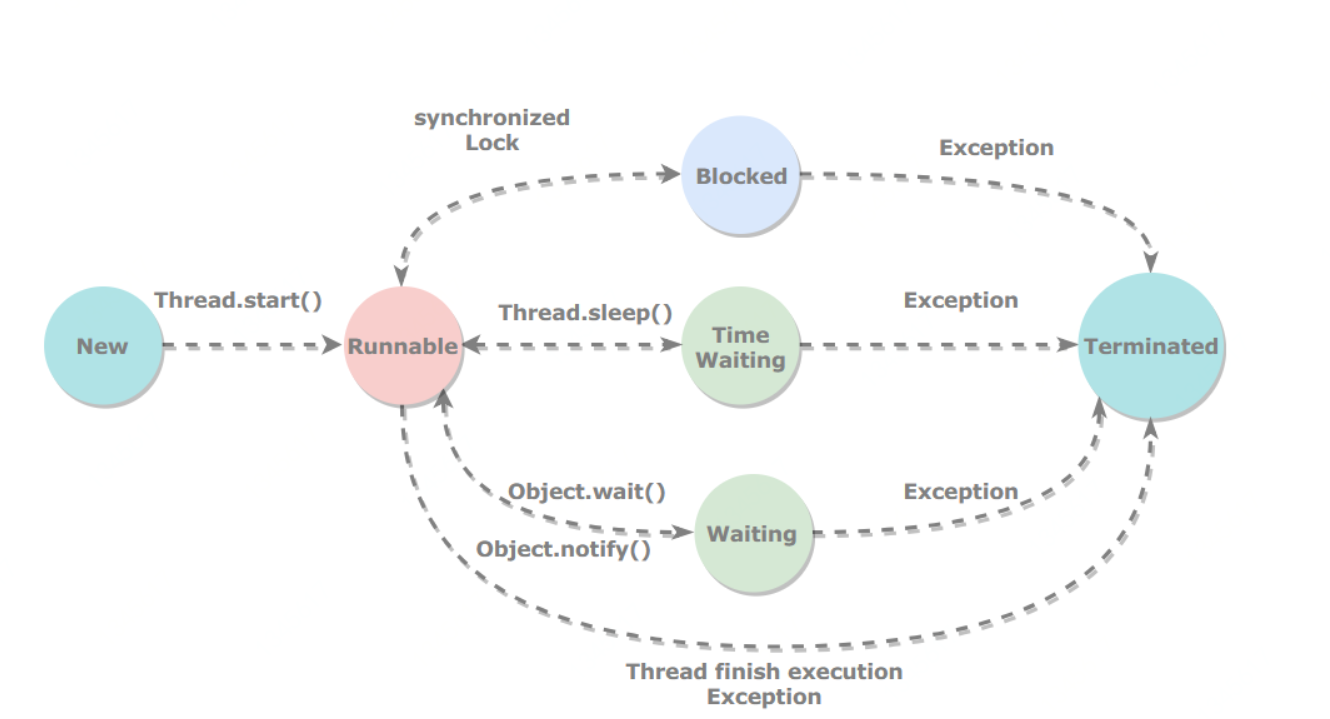 synchronized
Lock
Blocked
Exception
Thread.start()
New
Runnable
Thread.sleep()
Time
Waiting
Exception
Terminated
Object.wait()
Object.notify()
Waiting
Exception
Thread finish execution
Exception